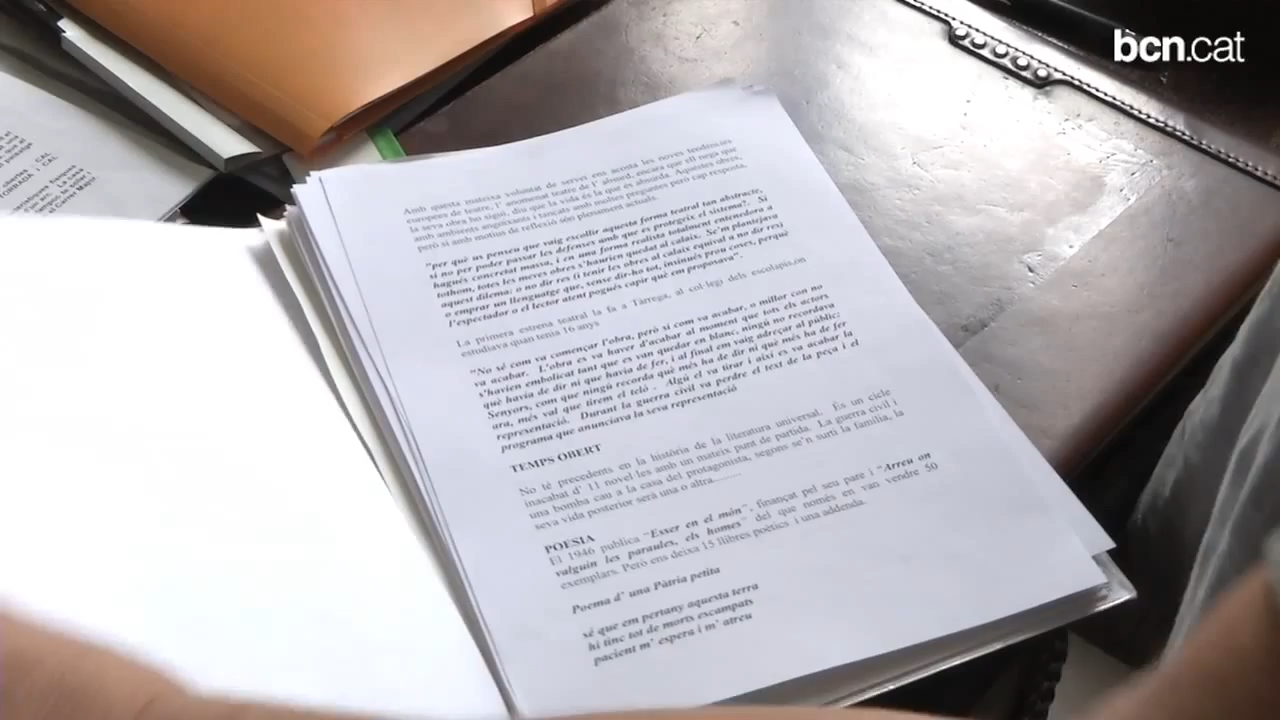 bcn.cat
CAL
TORRADA i CAL
el Carrer Major.
Amb questa mateixa voluntat de servei ens acosta les noves tendències
europees de teatre, l' anomenat teatre de l' absurd, encara que ell nega que
la seva obra ho sigui, diu que la vida és la que és absurda. Aquestes obres,
amb ambients angoixants i tancats amb moltes preguntes però cap resposta,
però sí amb motius de reflexió són plenament actuals.
"per què us penseu que vaig escollir aquesta forma teatral tan abstracte,
si no per poder passar les defenses amb que es protegeix el sistema?. Si
hagués concretat massa, i en una forma realista totalment entenedora a
tothom, totes les meves obres s'haurien quedat al calaix. Se'm plantejava
aquest dilema: o no dir res (i tenir les obres al calaix equival a no dir res)
o emprar un llenguatge que, sense dir-ho tot, insinués prou coses, perquè
l'espectador o el lector atent pogués capir què em proposava".
La primera estrena teatral la fa a Tàrrega, al col·legi dels escolapis,on
estudiava quan tenia 16 anys
"No sé com va començar l'obra, però si com va acabar, o millor con no
va acabar. L'obra es va haver d'acabar al moment que tots els actors
s'havien embolicat tant que es van quedar en blanc, ningú no recordava
què havia de dir ni que havia de fer, i al final em vaig adreçar al públic:
Senyors, com que ningú recorda què més ha de dir ni què més ha de fer
ara, més val que tirem el teló . Algú el va tirar i així es va acabar la
representació. Durant la guerra civil va perdre el text de la peça i el
programa que anunciava la seva representació
TEMPS OBERT
No té precedents en la història de la literatura universal. És un cicle
inacabat d' 11 novel·les amb un mateix punt de partida. La guerra civil i
una bomba cau a la casa del protagonista, segons se'n surti la família, la
seva vida posterior serà una o altra........
POESIA
El 1946 publica "Esser en el món", finançat pel seu pare i "Arreu on
valguin les paraules, els homes" del que només en van vendre 50
exemplars. Però ens deixa 15 llibres poètics i una addenda.
Poema d' una Pàtria petita
sé que em pertany aquesta terra
hi tinc tot de morts escampats
pacient m' espera i m' atreu